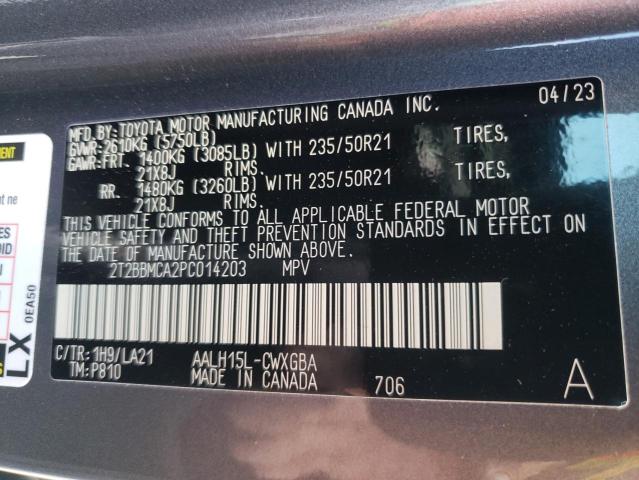 MFD.BY:TOYOTA MOTOR MANUFACTURING CANADA INC. 04/23
GVWR:2610KG (5750LB)
GAWR:FRT. 1400KG (3085LB) WITH 235/50R21 TIRES,
21X8J RIMS.
RR. 1480KG (3260LB) WITH 235/50R21 TIRES,
21X8J RIMS.
THIS VEHICLE CONFORMS TO ALL APPLICABLE FEDERAL MOTOR
VEHICLE SAFETY AND THEFT PREVENTION STANDARDS IN EFFECT ON
THE DATE OF MANUFACTURE SHOWN ABOVE.
2T2BBMCA2PC014203 MPV
C/TR: 1H9/LA21 AALH15L-CWXGBA
TM:P810 MADE IN CANADA 706 A
LX 0EA50